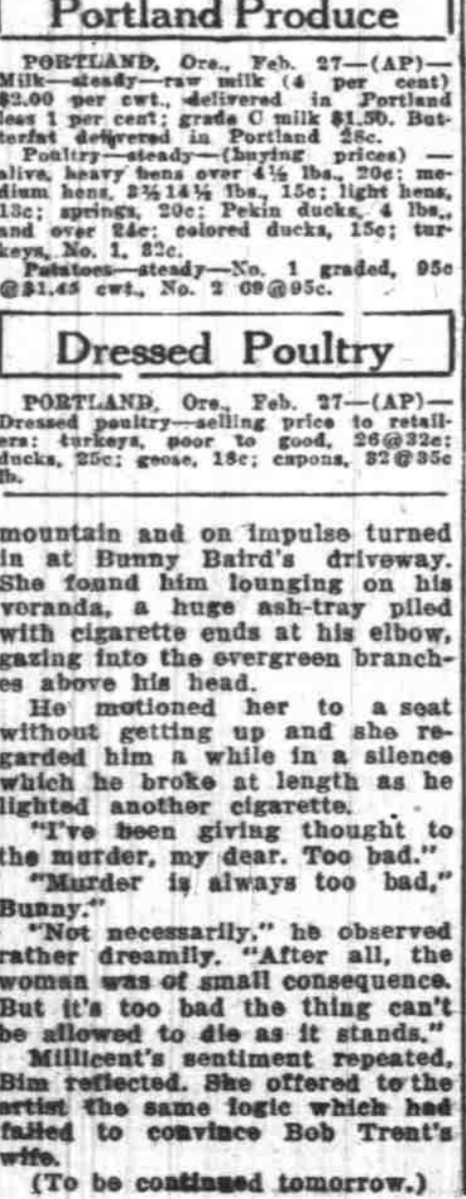 Portland Produce
PORTLAND, Ore., Feb. 27—(AP)—
Milk—steady—raw milk (4 per cent)
$2.00 per cwt., delivered in Portland
less 1 per cent; grade C milk $1.50. But-
terfat delivered in Portland 28c.
Poultry—steady—(buying prices) —
alive, heavy hens over 4½ lbs., 20c; me-
dium hens, 3½ 14½ lbs., 15c; light hens,
13c; springs, 20c; Pekin ducks, 4 lbs.,
and over 24c; colored ducks, 15c; tur-
keys, No. 1,
Potatoes—steady—No. 1 graded, 95c
@$1.45 cwt., No. 2 @95c.
Dressed Poultry
PORTLAND, Ore., Feb. 27—(AP)—
Dressed poultry—selling price to retail-
ers: turkeys, poor to good, 26@32c;
ducks, 25c; geese, 18c; capons, 32@35c
lb.
mountain and on impulse turned
in at Bunny Baird's driveway.
She found him lounging on his
veranda, a huge ash-tray piled
with cigarette ends at his elbow,
gazing into the evergreen branch-
es above his head.
He motioned her to a seat
without getting up and she re-
garded him a while in a silence
which he broke at length as he
lighted another cigarette.
"I've been giving thought to
the murder, my dear. Too bad."
"Murder is always too bad,"
Bunny."
"Not necessarily," he observed
rather dreamily. "After all, the
woman was of small consequence.
But it's too bad the thing can't
be allowed to die as it stands."
Millicent's sentiment repeated,
Bim reflected. She offered to the
artist the same logic which had
failed to convince Bob Trent's
wife.
(To be continued tomorrow.)